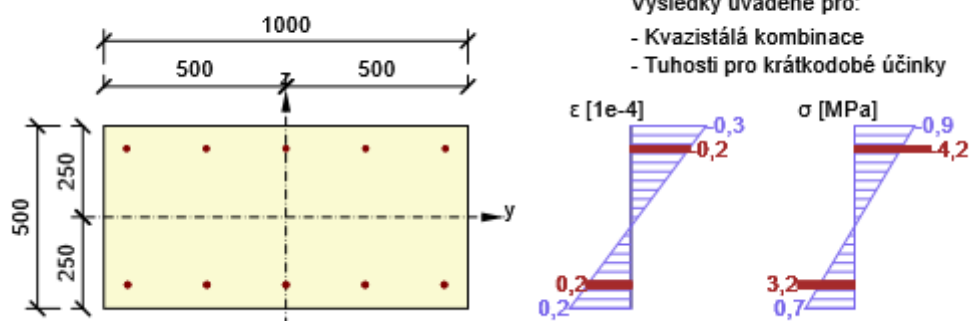 Výsledky uváděné pro:
- Kvazistálá kombinace
- Tuhosti pro krátkodobé účinky
1000
500 500
z
y
500
250
250
ε [1e-4]
-0,3
-0,2
0,2
0,2
σ [MPa]
-0,9
-4,2
3,2
0,7